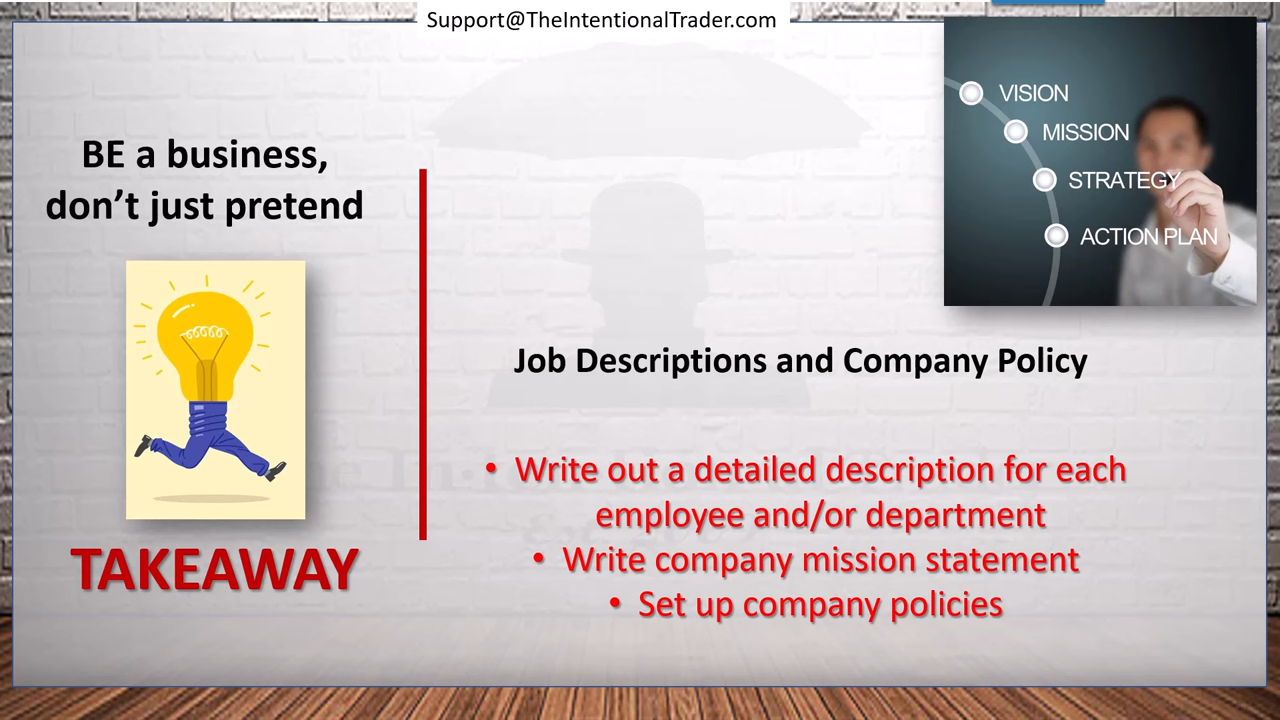 Support@TheIntentionalTrader.com
BE a business,
don’t just pretend
TAKEAWAY
VISION
MISSION
STRATEGY
ACTION PLAN
Job Descriptions and Company Policy
• Write out a detailed description for each
employee and/or department
• Write company mission statement
• Set up company policies